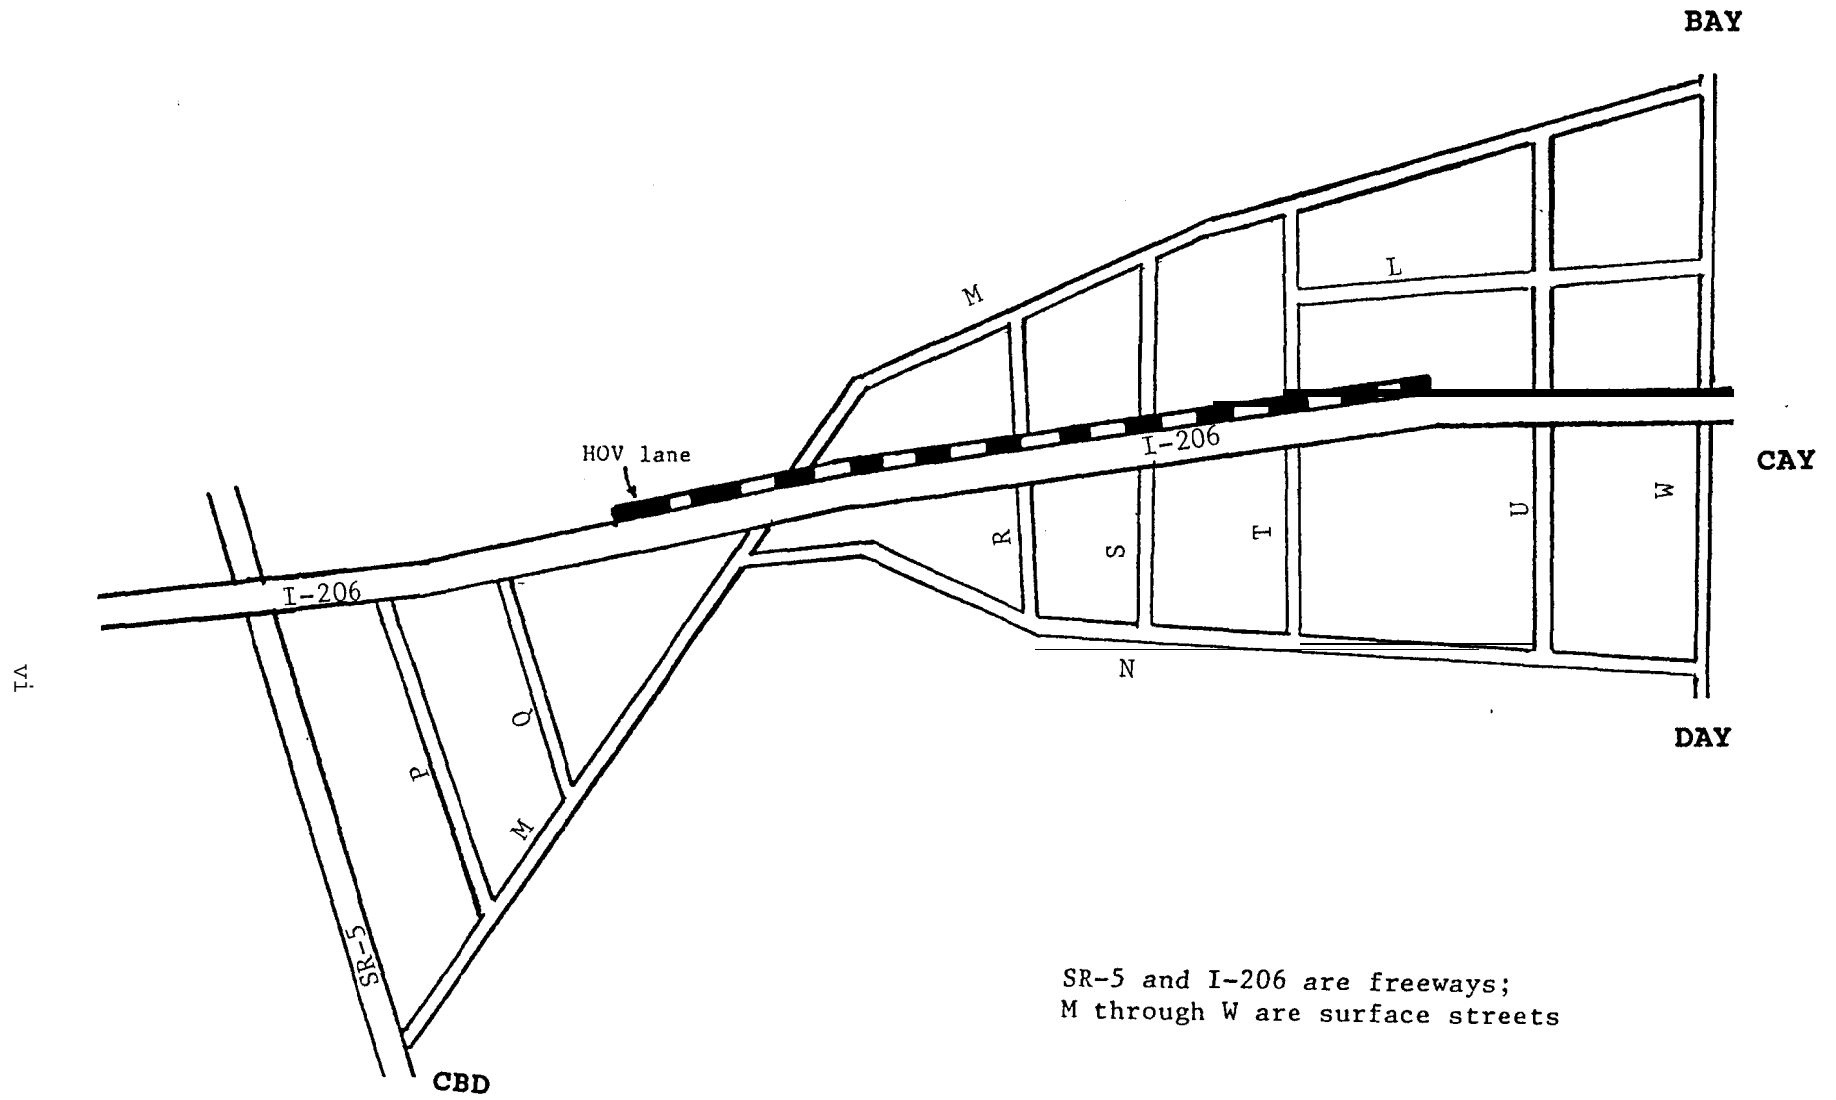 BAY
M
L
HOV lane
I-206
CAY
W
U
T
S
R
I-206
N
vi
Q
P
DAY
M
SR-5
SR-5 and I-206 are freeways;
M through W are surface streets
CBD